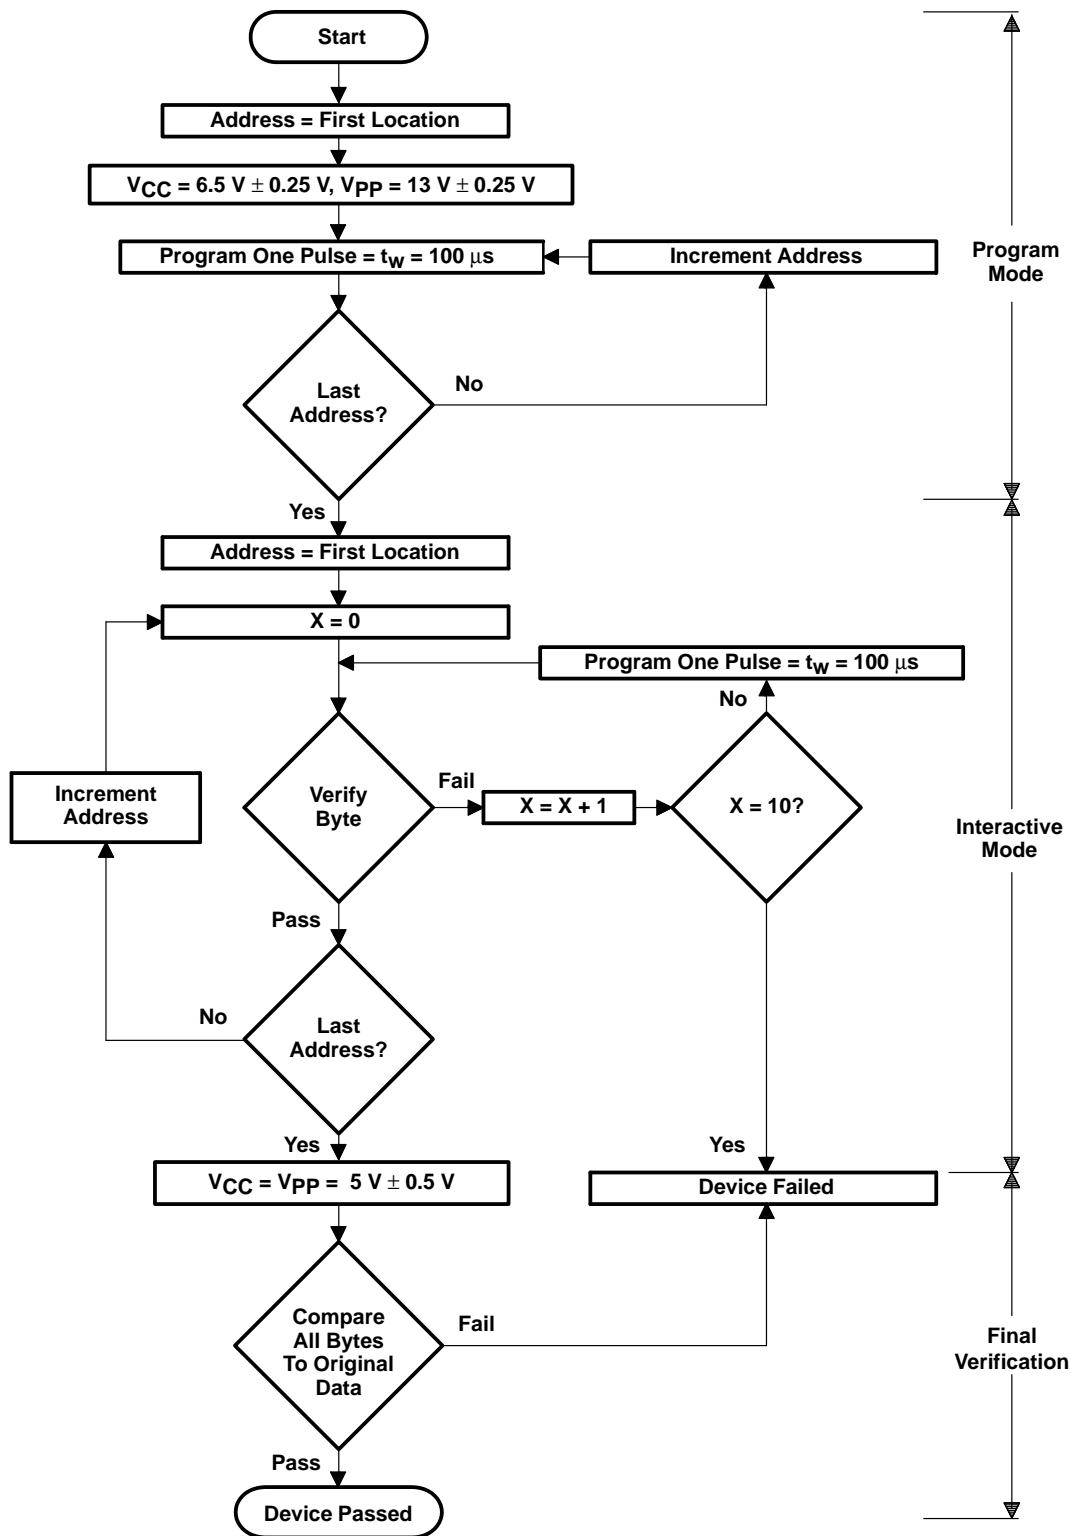 Start
Address = First Location
VCC = 6.5 V ± 0.25 V, VPP = 13 V ± 0.25 V
Program One Pulse = tw = 100 μs
Increment Address
Program
Mode
Last
Address?
No
Yes
Address = First Location
X = 0
Program One Pulse = tw = 100 μs
No
Increment
Address
Verify
Byte
Fail
X = X + 1
X = 10?
Interactive
Mode
Pass
No
Last
Address?
Yes
Yes
VCC = VPP = 5 V ± 0.5 V
Device Failed
Compare
All Bytes
To Original
Data
Fail
Final
Verification
Pass
Device Passed